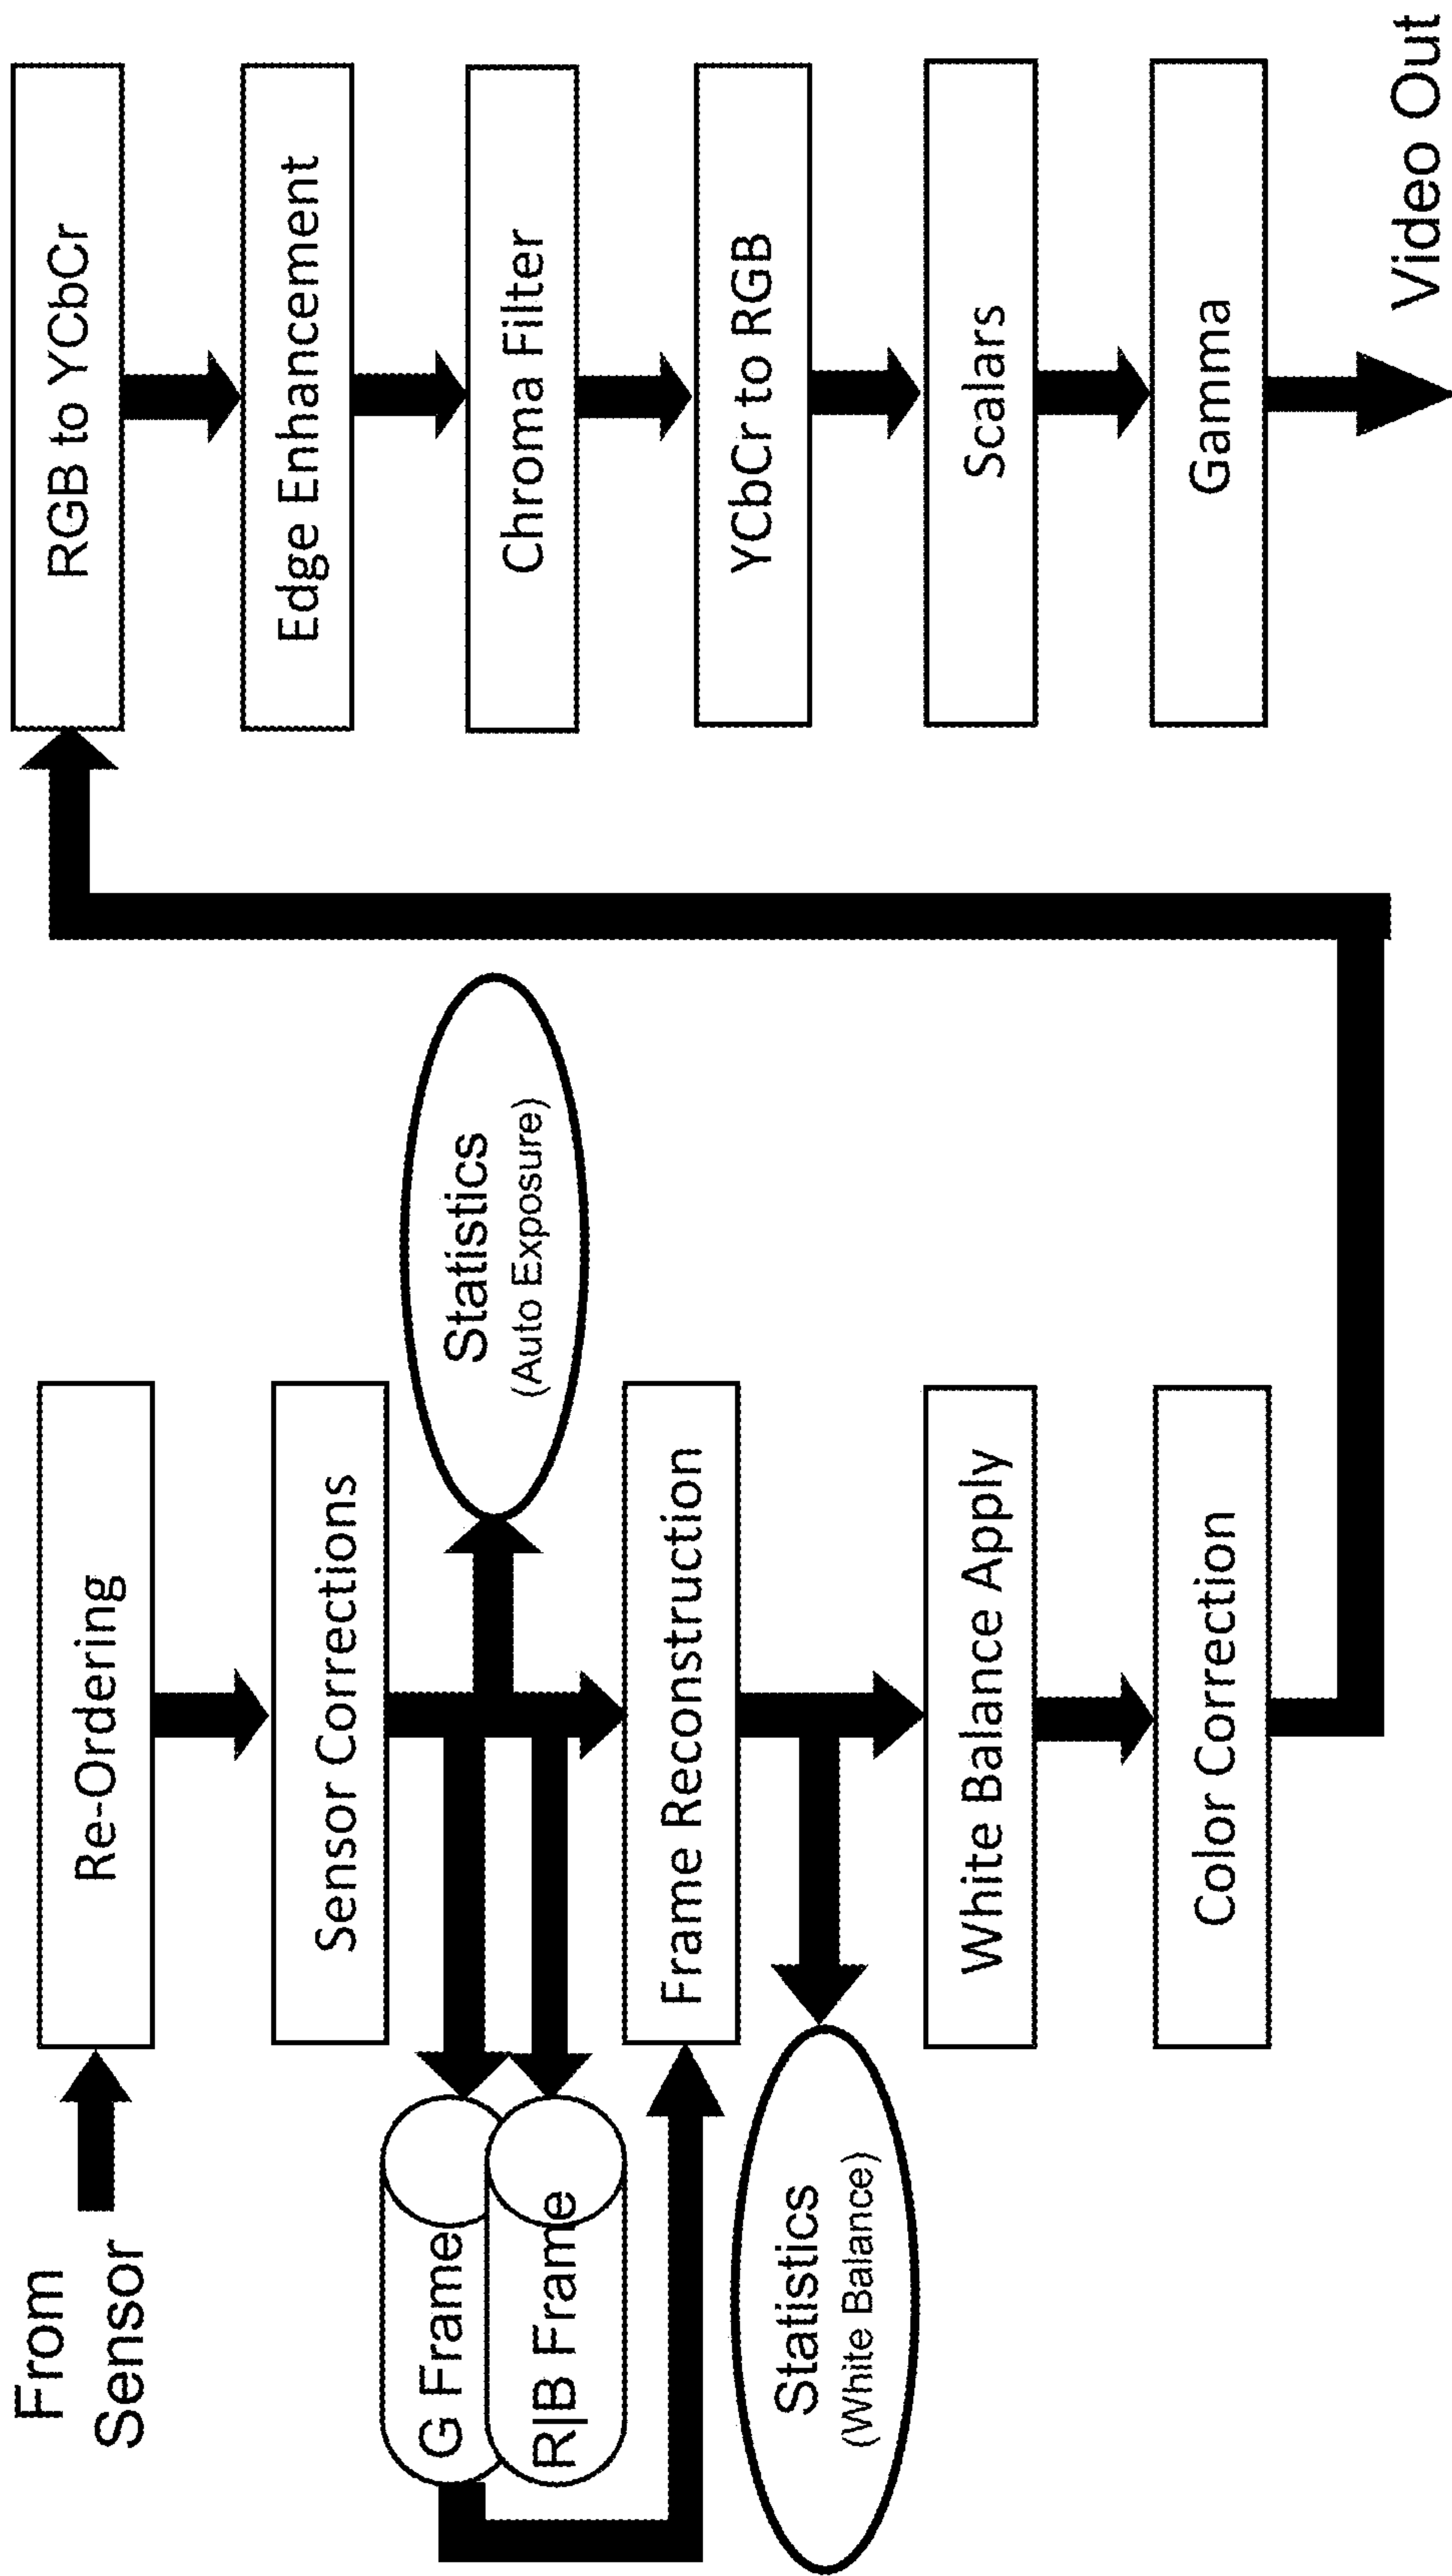 From
Sensor
Re-Ordering
Sensor Corrections
G Frame
R|B Frame
Statistics
(Auto Exposure)
Frame Reconstruction
Statistics
(White Balance)
White Balance Apply
Color Correction
RGB to YCbCr
Edge Enhancement
Chroma Filter
YCbCr to RGB
Scalars
Gamma
Video Out